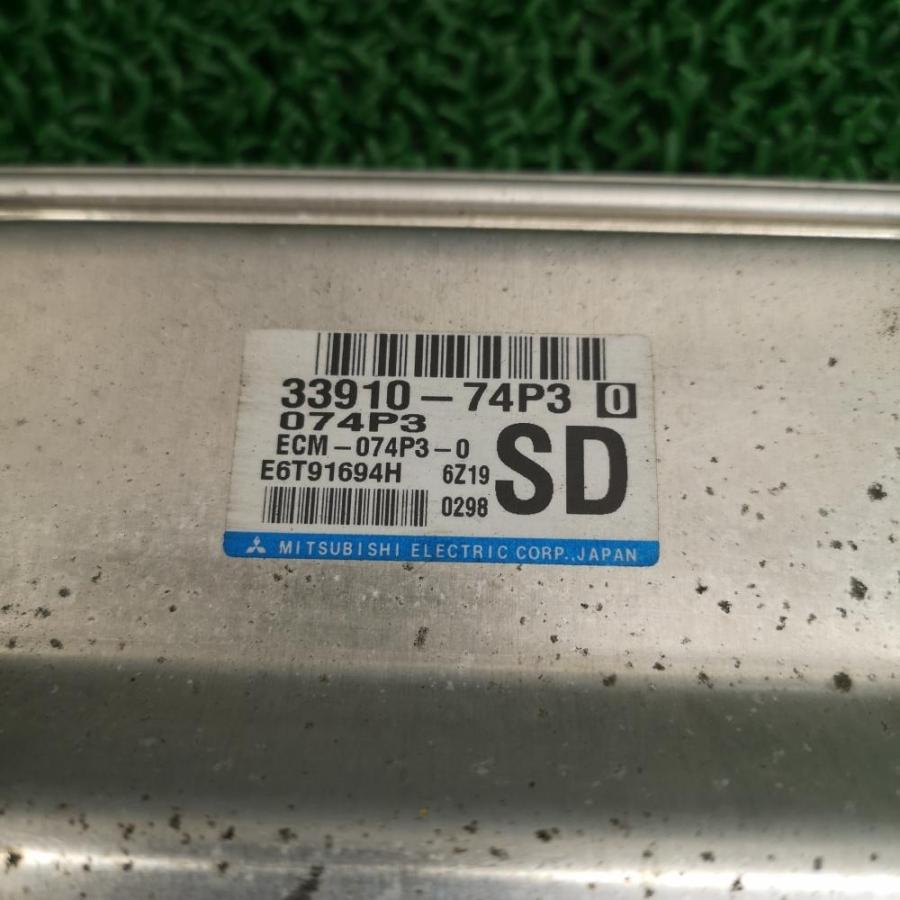 33910-74P3 0
074P3
ECM-074P3-0
E6T91694H 6Z19
0298
SD
MITSUBISHI ELECTRIC CORP., JAPAN